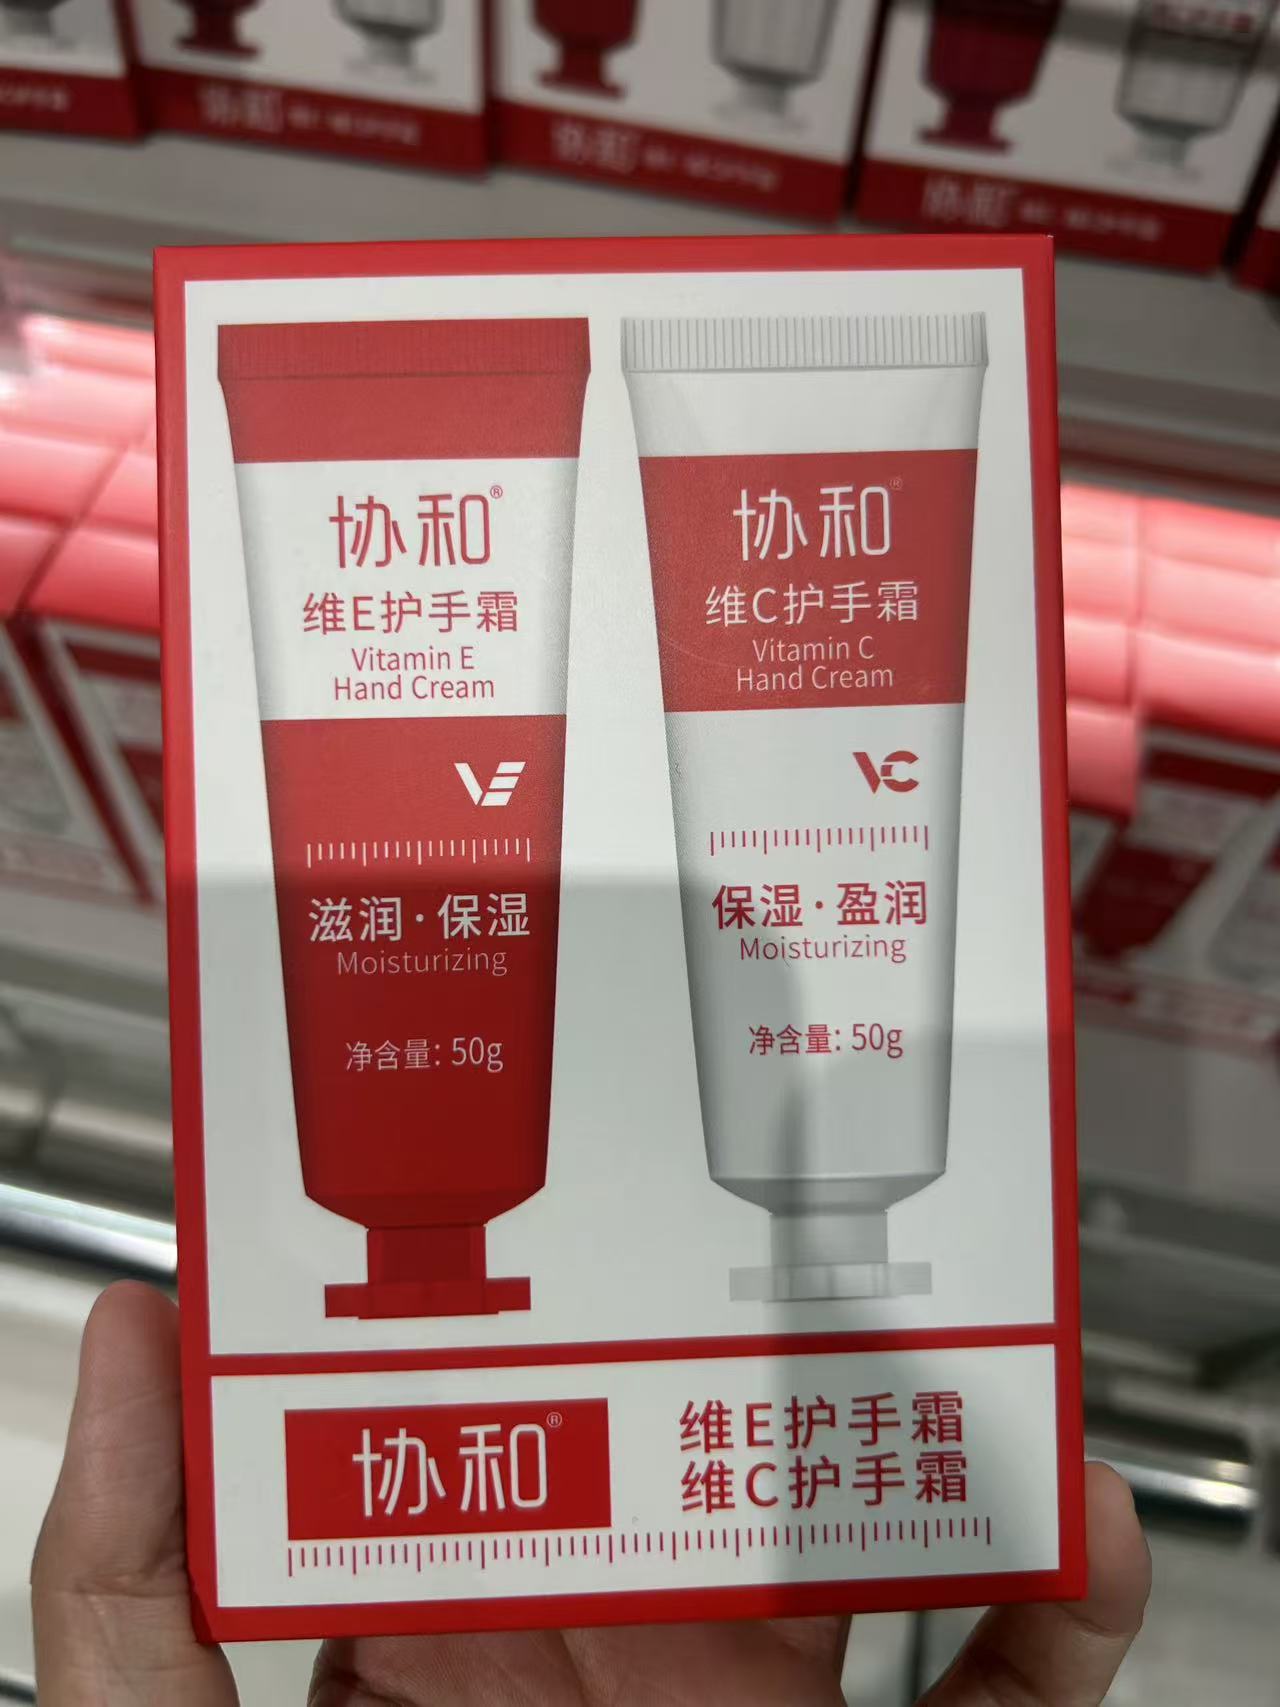 协和®
维E护手霜
Vitamin E
Hand Cream
VE
滋润·保湿
Moisturizing
净含量: 50g
协和®
维C护手霜
Vitamin C
Hand Cream
VC
保湿·盈润
Moisturizing
净含量: 50g
协和®
维E护手霜
维C护手霜